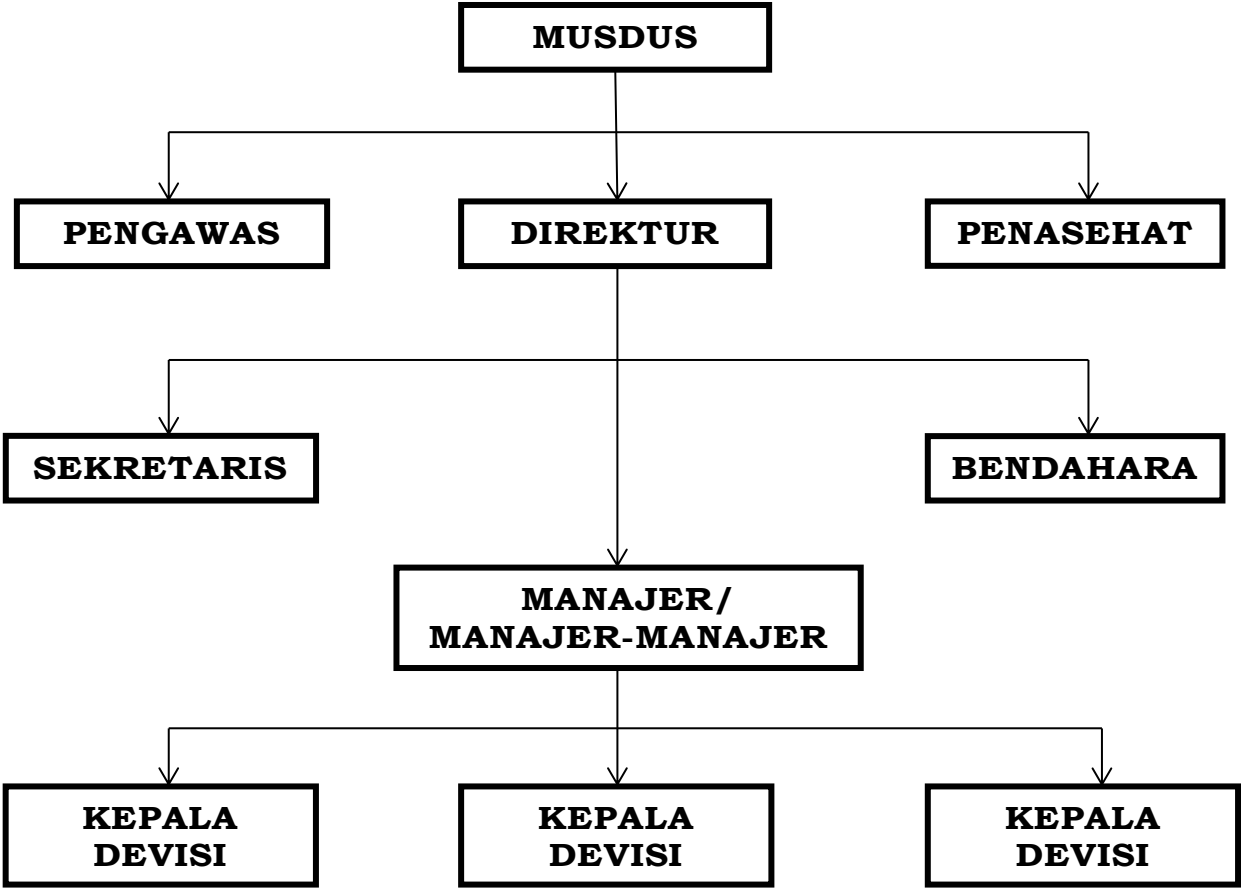 MUSDUS
PENGAWAS
DIREKTUR
PENASEHAT
SEKRETARIS
BENDAHARA
MANAJER/
MANAJER-MANAJER
KEPALA
DEVISI
KEPALA
DEVISI
KEPALA
DEVISI